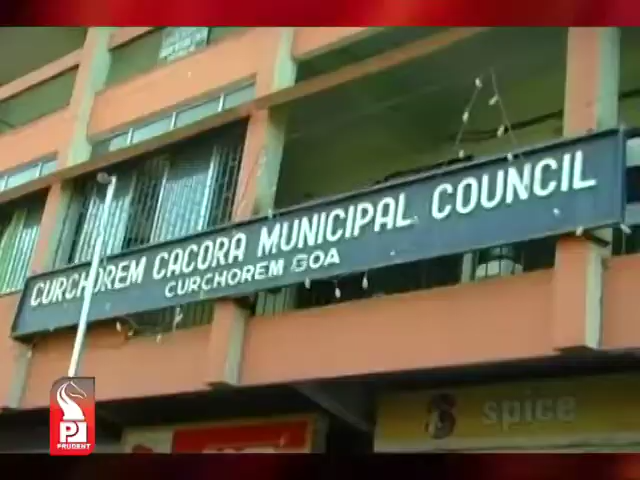 CURCHOREM CACORA MUNICIPAL COUNCIL
CURCHOREM GOA
spice
PRUDENT